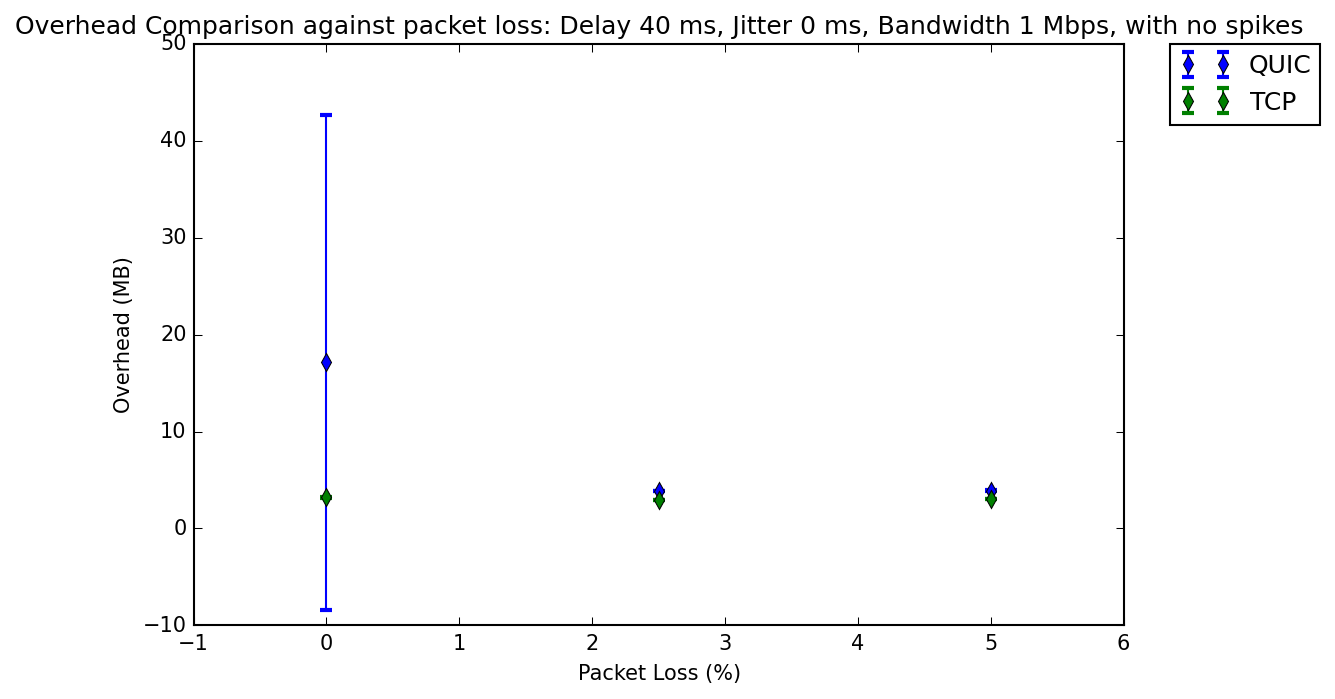 Overhead Comparison against packet loss: Delay 40 ms, Jitter 0 ms, Bandwidth 1 Mbps, with no spikes
QUIC
TCP
50
40
30
20
10
0
−10
Overhead (MB)
−1 0 1 2 3 4 5 6
Packet Loss (%)